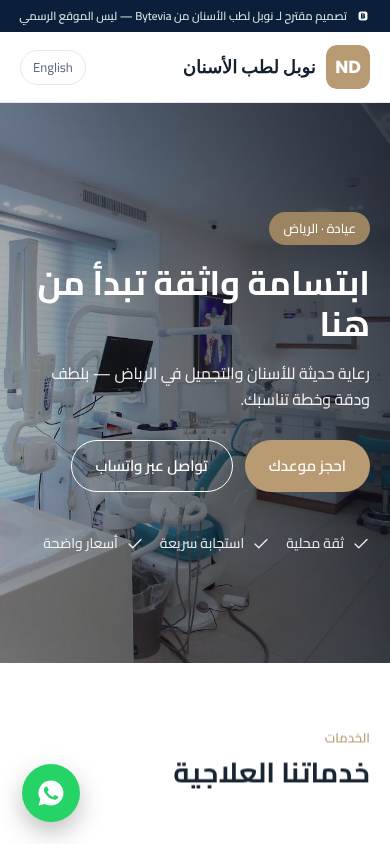 تصميم مقترح لـ نوبل لطب الأسنان من Bytevia — ليس الموقع الرسمي
ND
نوبل لطب الأسنان
English
عيادة · الرياض
ابتسامة واثقة تبدأ من
هنا
رعاية حديثة للأسنان والتجميل في الرياض — بلطف
ودقة وخطة تناسبك.
احجز موعدك
تواصل عبر واتساب
ثقة محلية
استجابة سريعة
أسعار واضحة
الخدمات
خدماتنا العلاجية